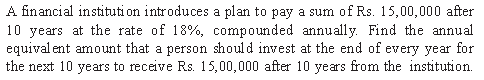 A financial institution introduces a plan to pay a sum of Rs. 15,00,000 after
10 years at the rate of 18%, compounded annually. Find the annual
equivalent amount that a person should invest at the end of every year for
the next 10 years to receive Rs. 15,00,000 after 10 years from the institution.